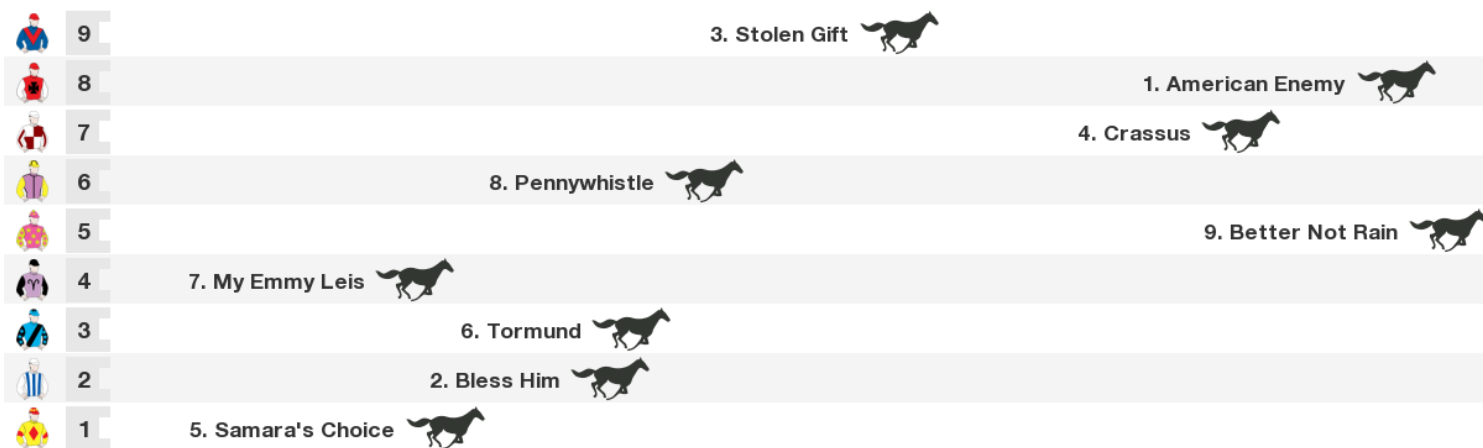 9 3. Stolen Gift
8 1. American Enemy
7 4. Crassus
6 8. Pennywhistle
5 9. Better Not Rain
4 7. My Emmy Leis
3 6. Tormund
2 2. Bless Him
1 5. Samara's Choice